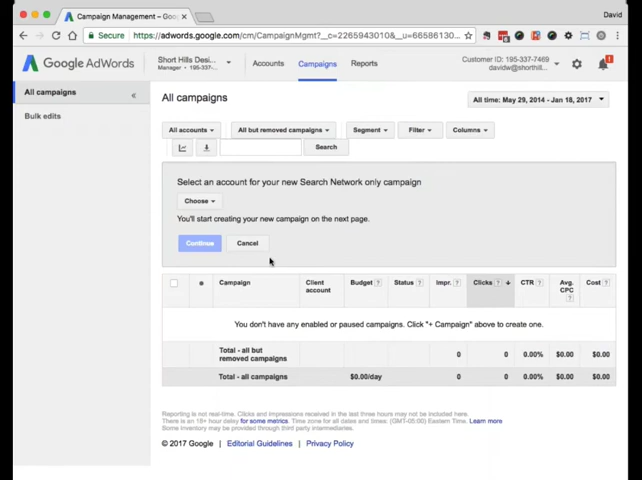 Campaign Management – Goo
David
Secure
https://adwords.google.com/cm/CampaignMgmt?__c=2265943010&__u=66586130...
Google AdWords
Short Hills Desi...
Manager • 195-337-...
Accounts
Campaigns
Reports
Customer ID: 195-337-7469
davidw@shorthill...
All campaigns
«
Bulk edits
All campaigns
All time: May 29, 2014 - Jan 18, 2017
All accounts
All but removed campaigns
Segment
Filter
Columns
Search
Select an account for your new Search Network only campaign
Choose
You'll start creating your new campaign on the next page.
Continue
Cancel
Campaign
Client account
Budget ?
Status ?
Impr. ?
Clicks ?
CTR ?
Avg. CPC ?
Cost ?
You don't have any enabled or paused campaigns. Click "+ Campaign" above to create one.
Total - all but removed campaigns 0 0 0.00% $0.00 $0.00
Total - all campaigns $0.00/day 0 0 0.00% $0.00 $0.00
Reporting is not real-time. Clicks and impressions received in the last three hours may not be included here.
There is an 18+ hour delay for some metrics. Time zone for all dates and times: (GMT-05:00) Eastern Time. Learn more
Some inventory may be provided through third party intermediaries.
© 2017 Google | Editorial Guidelines | Privacy Policy